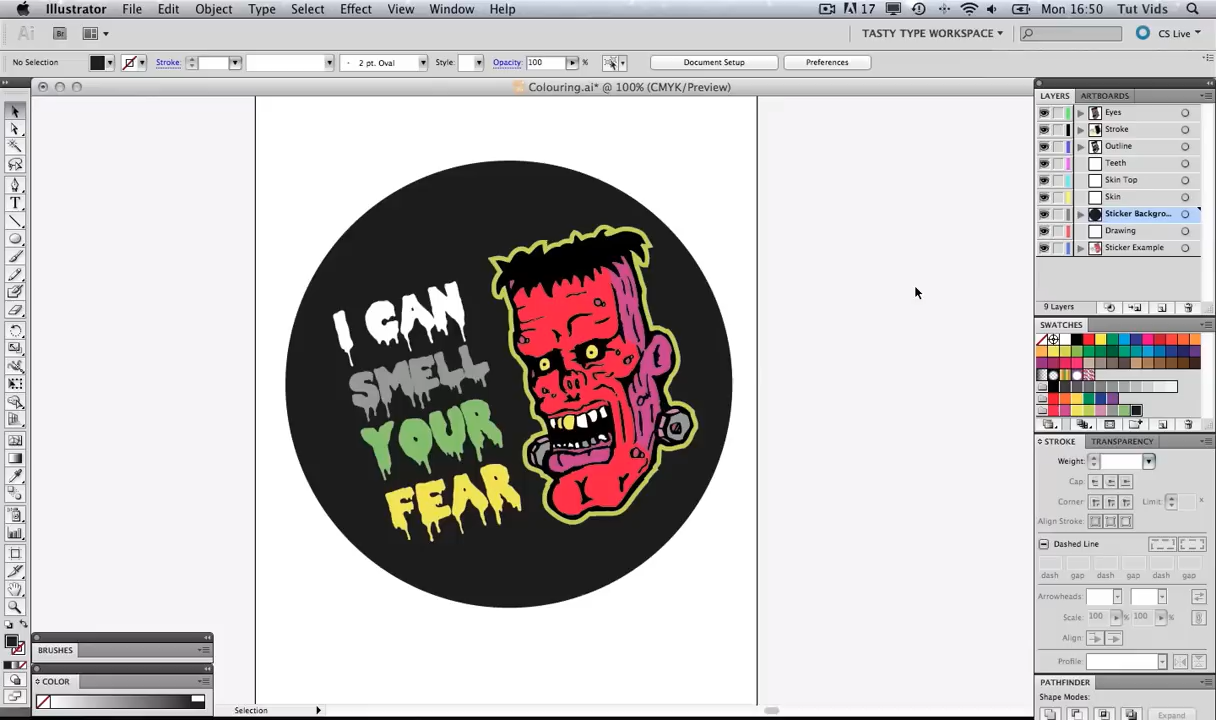 Illustrator File Edit Object Type Select Effect View Window Help 17 Mon 16:50 Tut Vids
Ai Br TASTY TYPE WORKSPACE CS Live
No Selection Stroke: 2 pt. Oval Style: Opacity: 100 % Document Setup Preferences
Colouring.ai* @ 100% (CMYK/Preview)
LAYERS ARTBOARDS
Eyes
Stroke
Outline
Teeth
Skin Top
Skin
Sticker Backgro...
Drawing
Sticker Example
9 Layers
SWATCHES
I CAN
SMELL
YOUR
FEAR
STROKE TRANSPARENCY
Weight:
Cap:
Corner: Limit: x
Align Stroke:
Dashed Line
dash gap dash gap dash gap
Arrowheads:
Scale: 100 % 100 %
Align:
Profile:
PATHFINDER
Shape Modes:
Expand
BRUSHES
COLOR
Selection